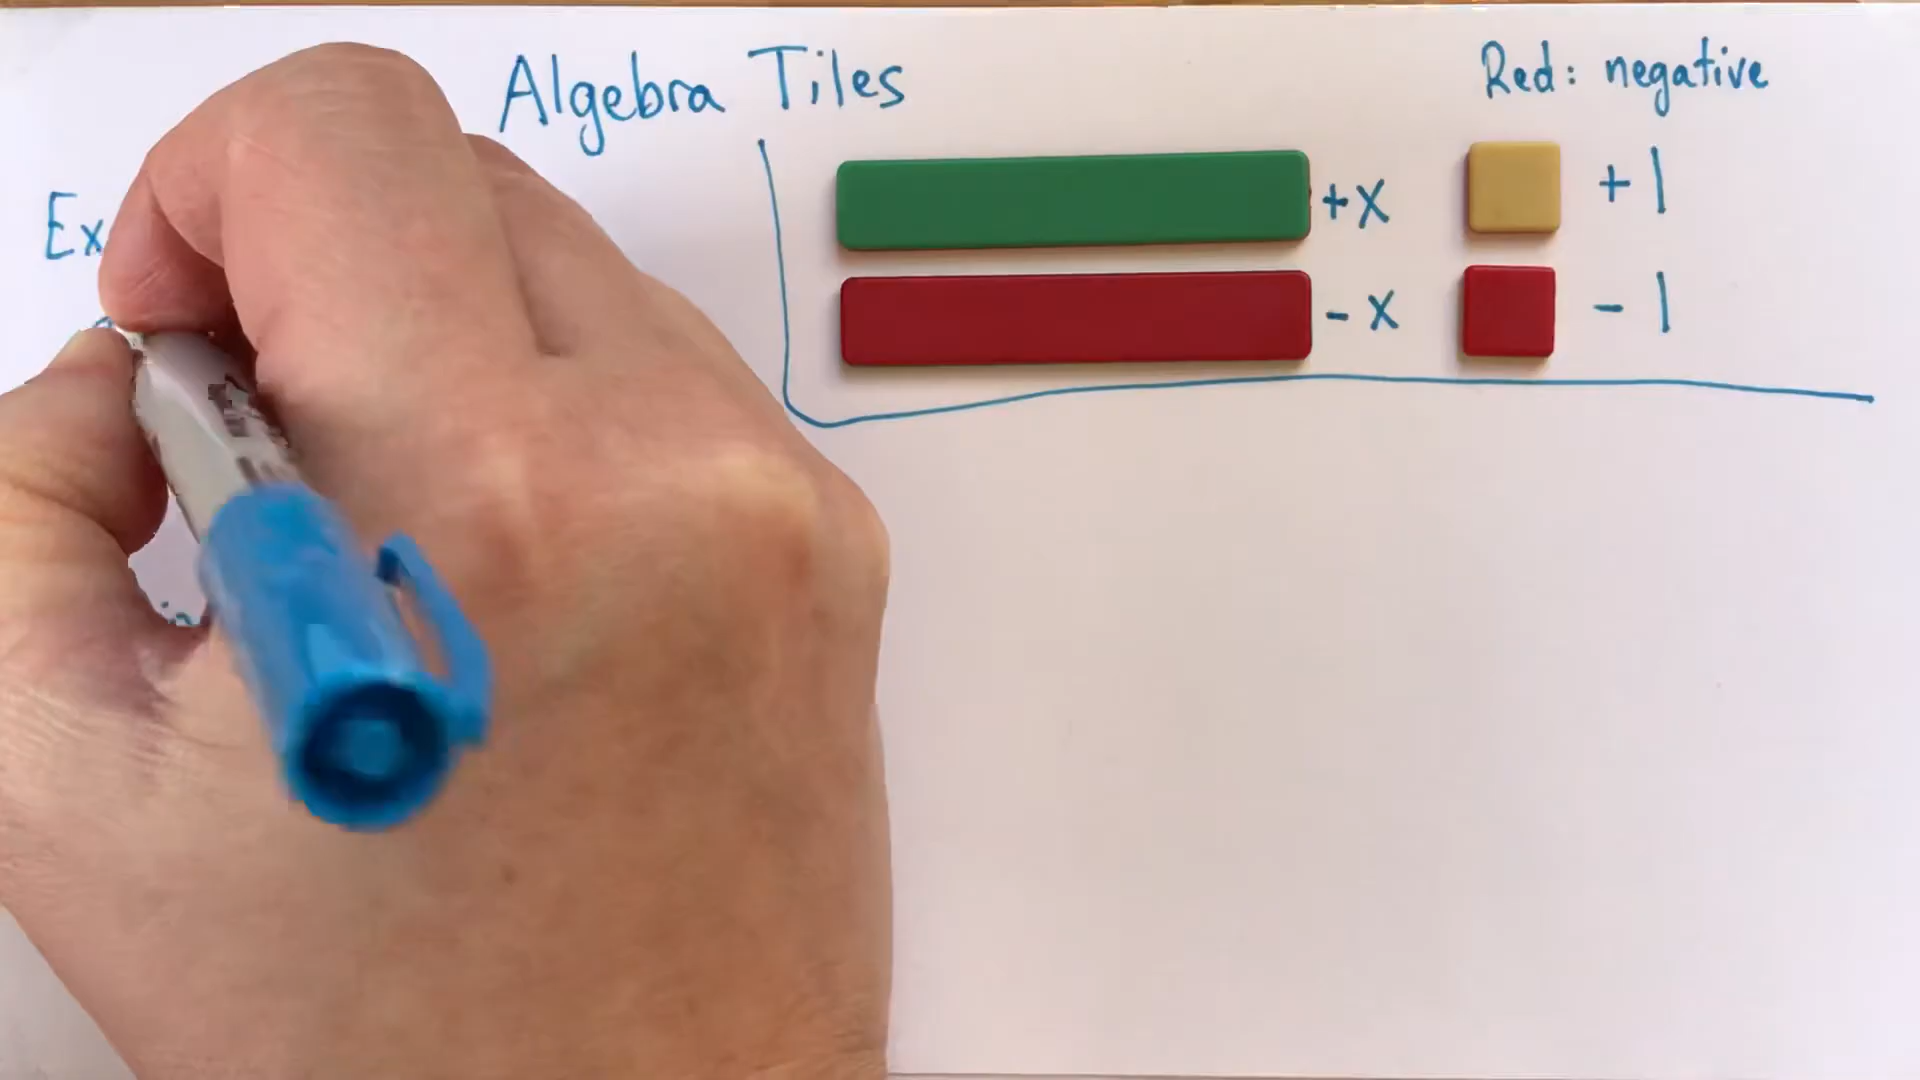 Algebra Tiles
Red: negative
+x
+1
Ex
-x
-1